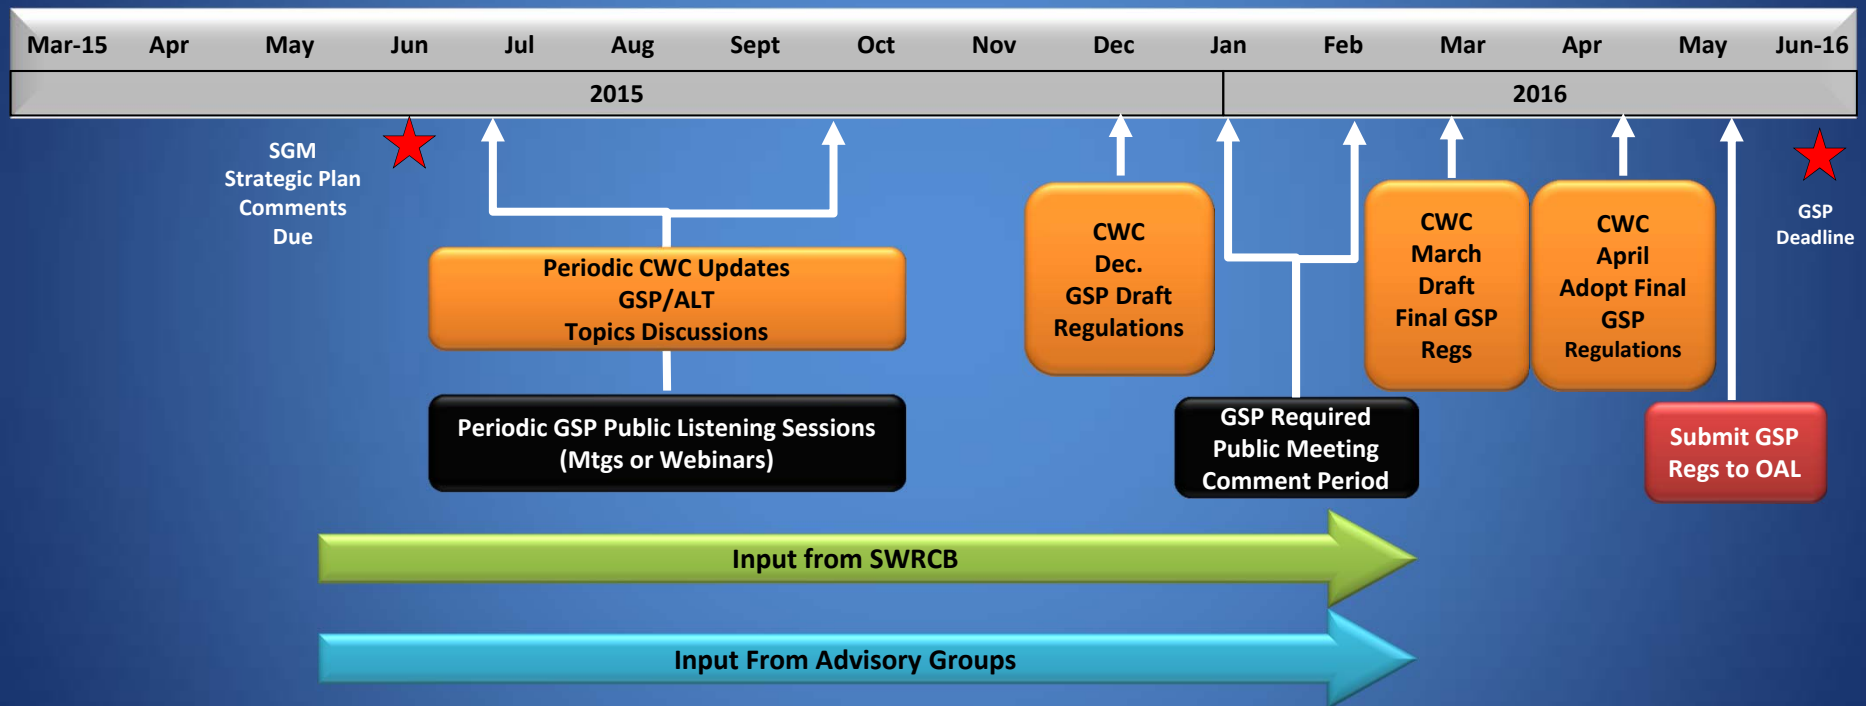 Mar-15 Apr May Jun Jul Aug Sept Oct Nov Dec Jan Feb Mar Apr May Jun-16
2015 2016
SGM
Strategic Plan
Comments
Due
Periodic CWC Updates
GSP/ALT
Topics Discussions
Periodic GSP Public Listening Sessions
(Mtgs or Webinars)
CWC
Dec.
GSP Draft
Regulations
GSP Required
Public Meeting
Comment Period
CWC
March
Draft
Final GSP
Regs
CWC
April
Adopt Final
GSP
Regulations
Submit GSP
Regs to OAL
GSP
Deadline
Input from SWRCB
Input From Advisory Groups